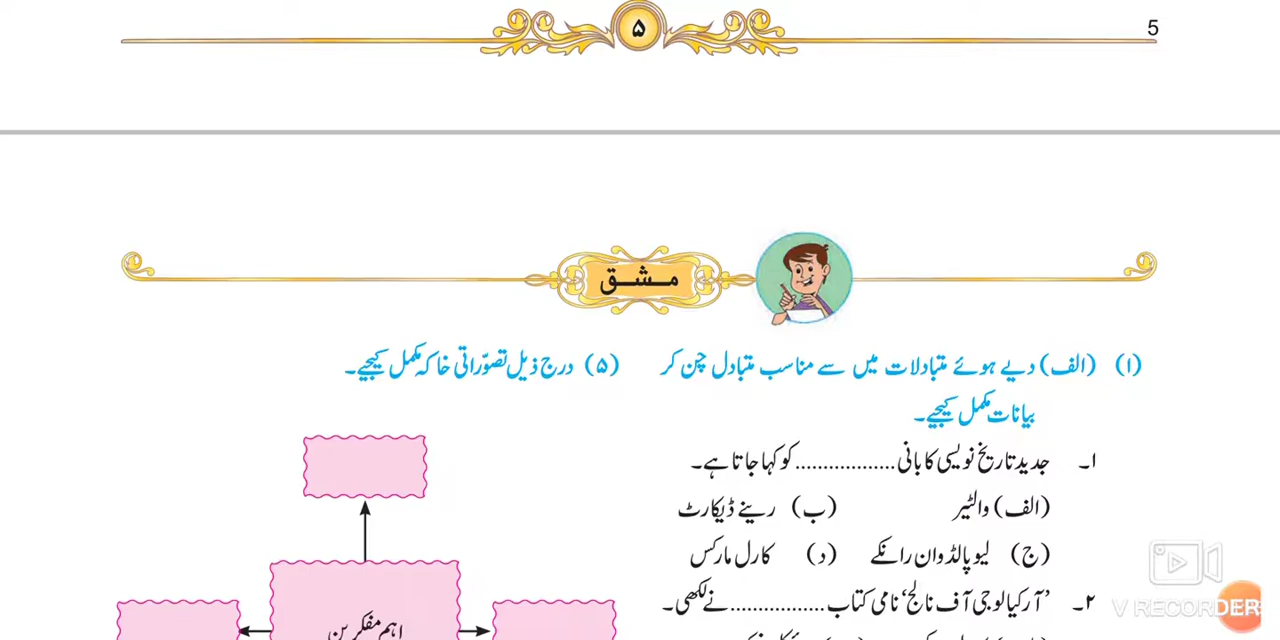 ۵
5
مشق
(۱) (الف) دیے ہوئے متبادلات میں سے مناسب متبادل چن کر
بیانات مکمل کیجیے۔
۱۔ جدید تاریخ نویسی کا بانی .................. کو کہا جاتا ہے۔
(الف) والٹیر (ب) رینے ڈیکارٹ
(ج) لیوپالڈ وان رانکے (د) کارل مارکس
۲۔ ’آرکیالوجی آف نالج‘ نامی کتاب ................. نے لکھی۔
(۵) درج ذیل تصوّراتی خاکہ مکمل کیجیے۔
اہم مفکرین
V RECORDER